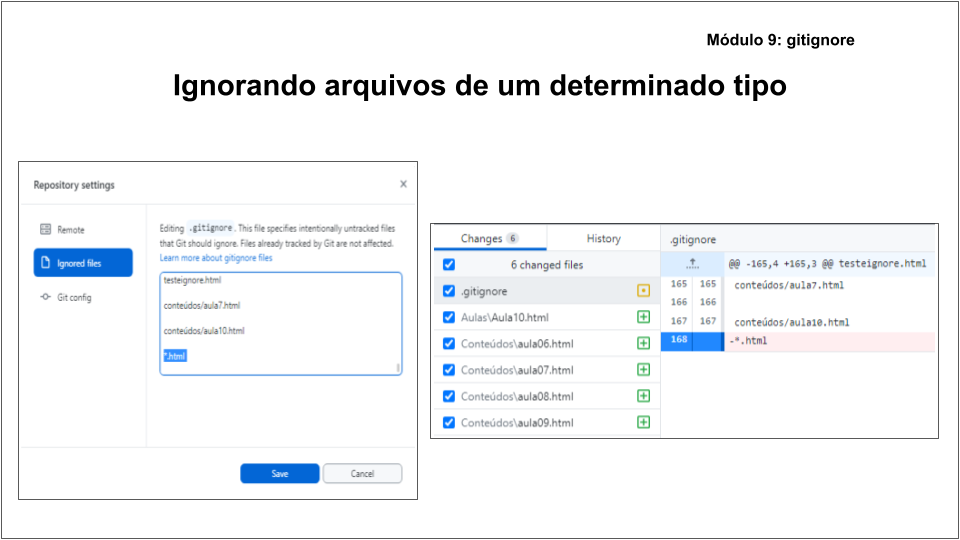 Módulo 9: gitignore
Ignorando arquivos de um determinado tipo
Repository settings
×
Remote
Ignored files
Git config
Editing .gitignore. This file specifies intentionally untracked files
that Git should ignore. Files already tracked by Git are not affected.
Learn more about gitignore files
testeignore.html
conteúdos/aula7.html
conteúdos/aula10.html
*.html
Save
Cancel
Changes 6
History
6 changed files
.gitignore
Aulas\Aula10.html
Conteúdos\aula06.html
Conteúdos\aula07.html
Conteúdos\aula08.html
Conteúdos\aula09.html
.gitignore
@@ -165,4 +165,3 @@ testeignore.html
165 165 conteúdos/aula7.html
166 166
167 167 conteúdos/aula10.html
168 -*.html